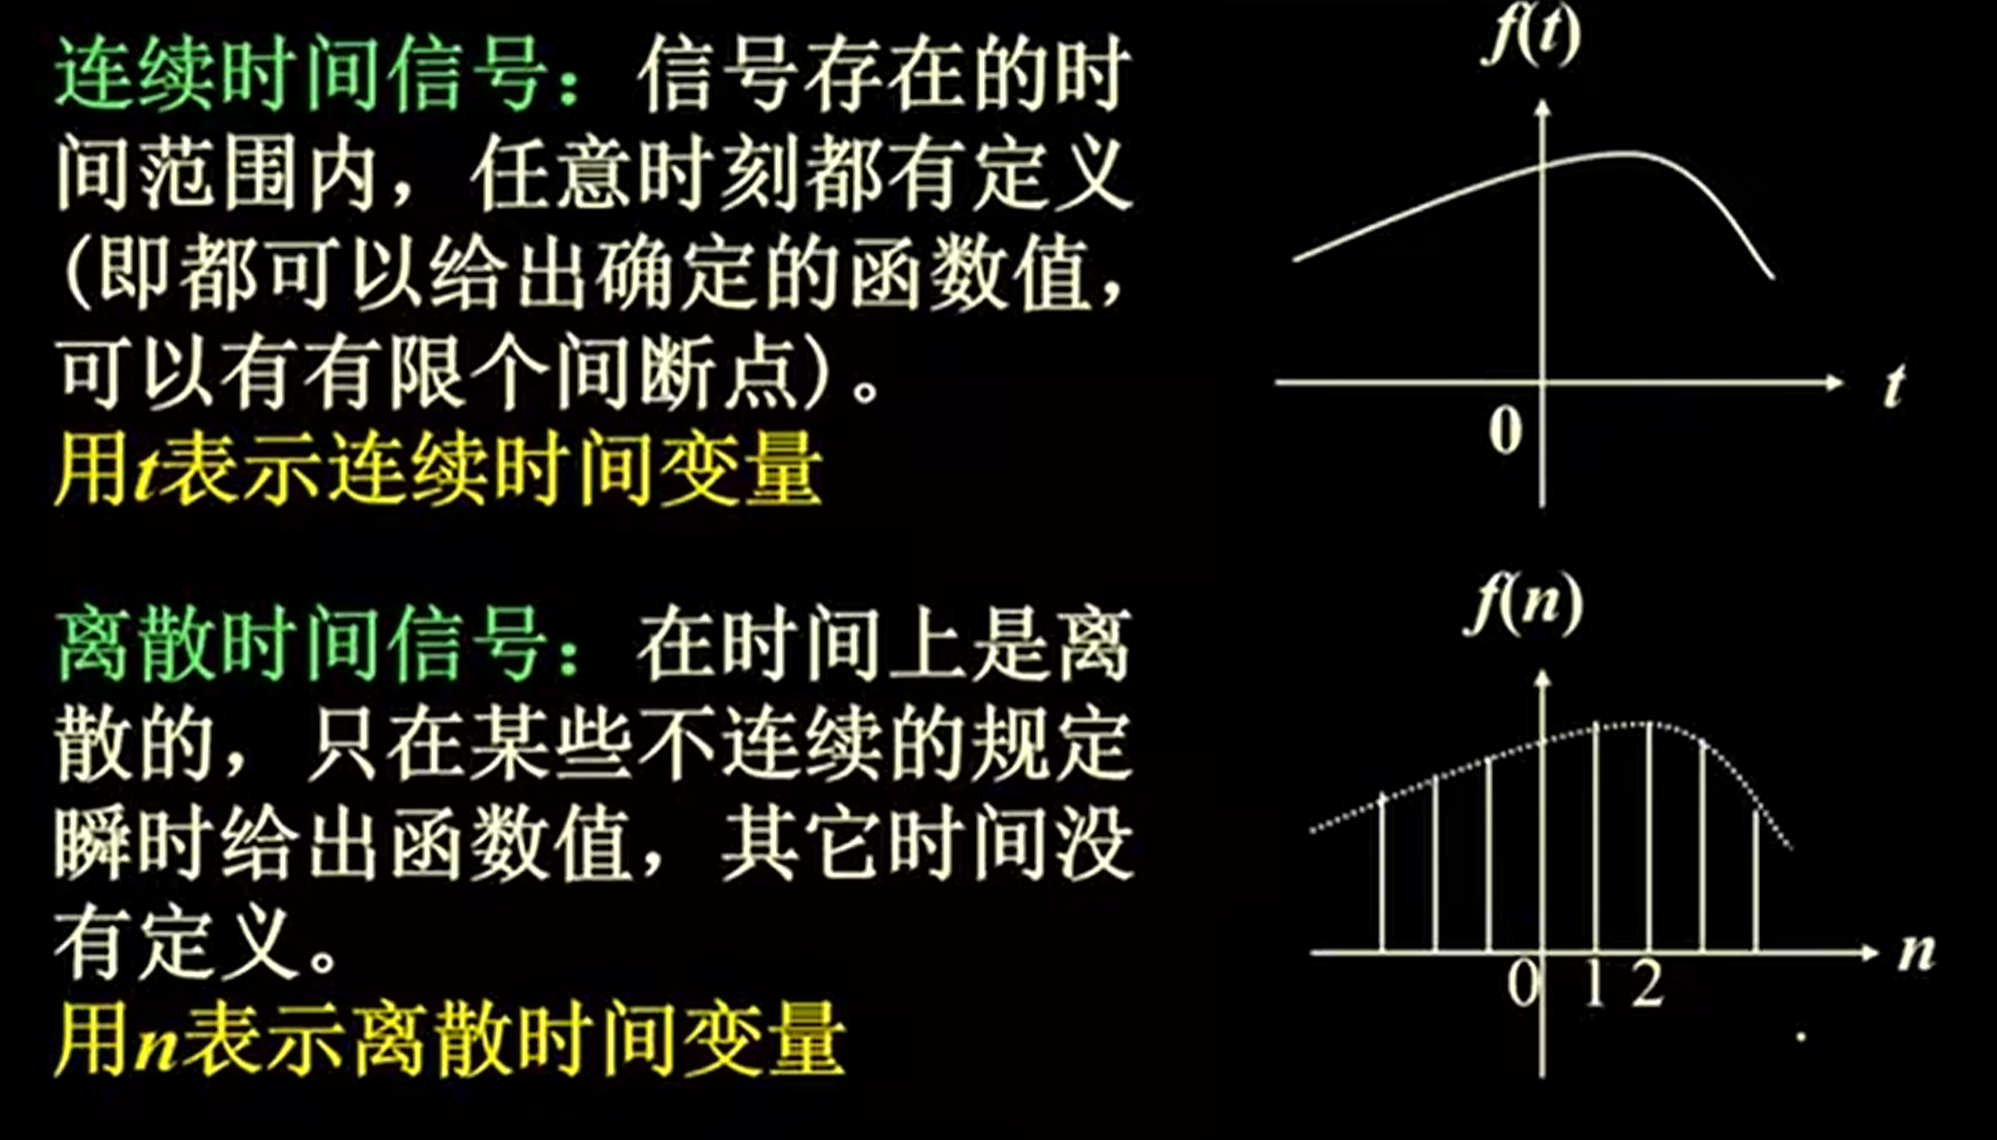 连续时间信号：信号存在的时
间范围内，任意时刻都有定义
(即都可以给出确定的函数值，
可以有有限个间断点)。
用t表示连续时间变量
f(t)
t
0
离散时间信号：在时间上是离
散的，只在某些不连续的规定
瞬时给出函数值，其它时间没
有定义。
用n表示离散时间变量
f(n)
n
0 1 2